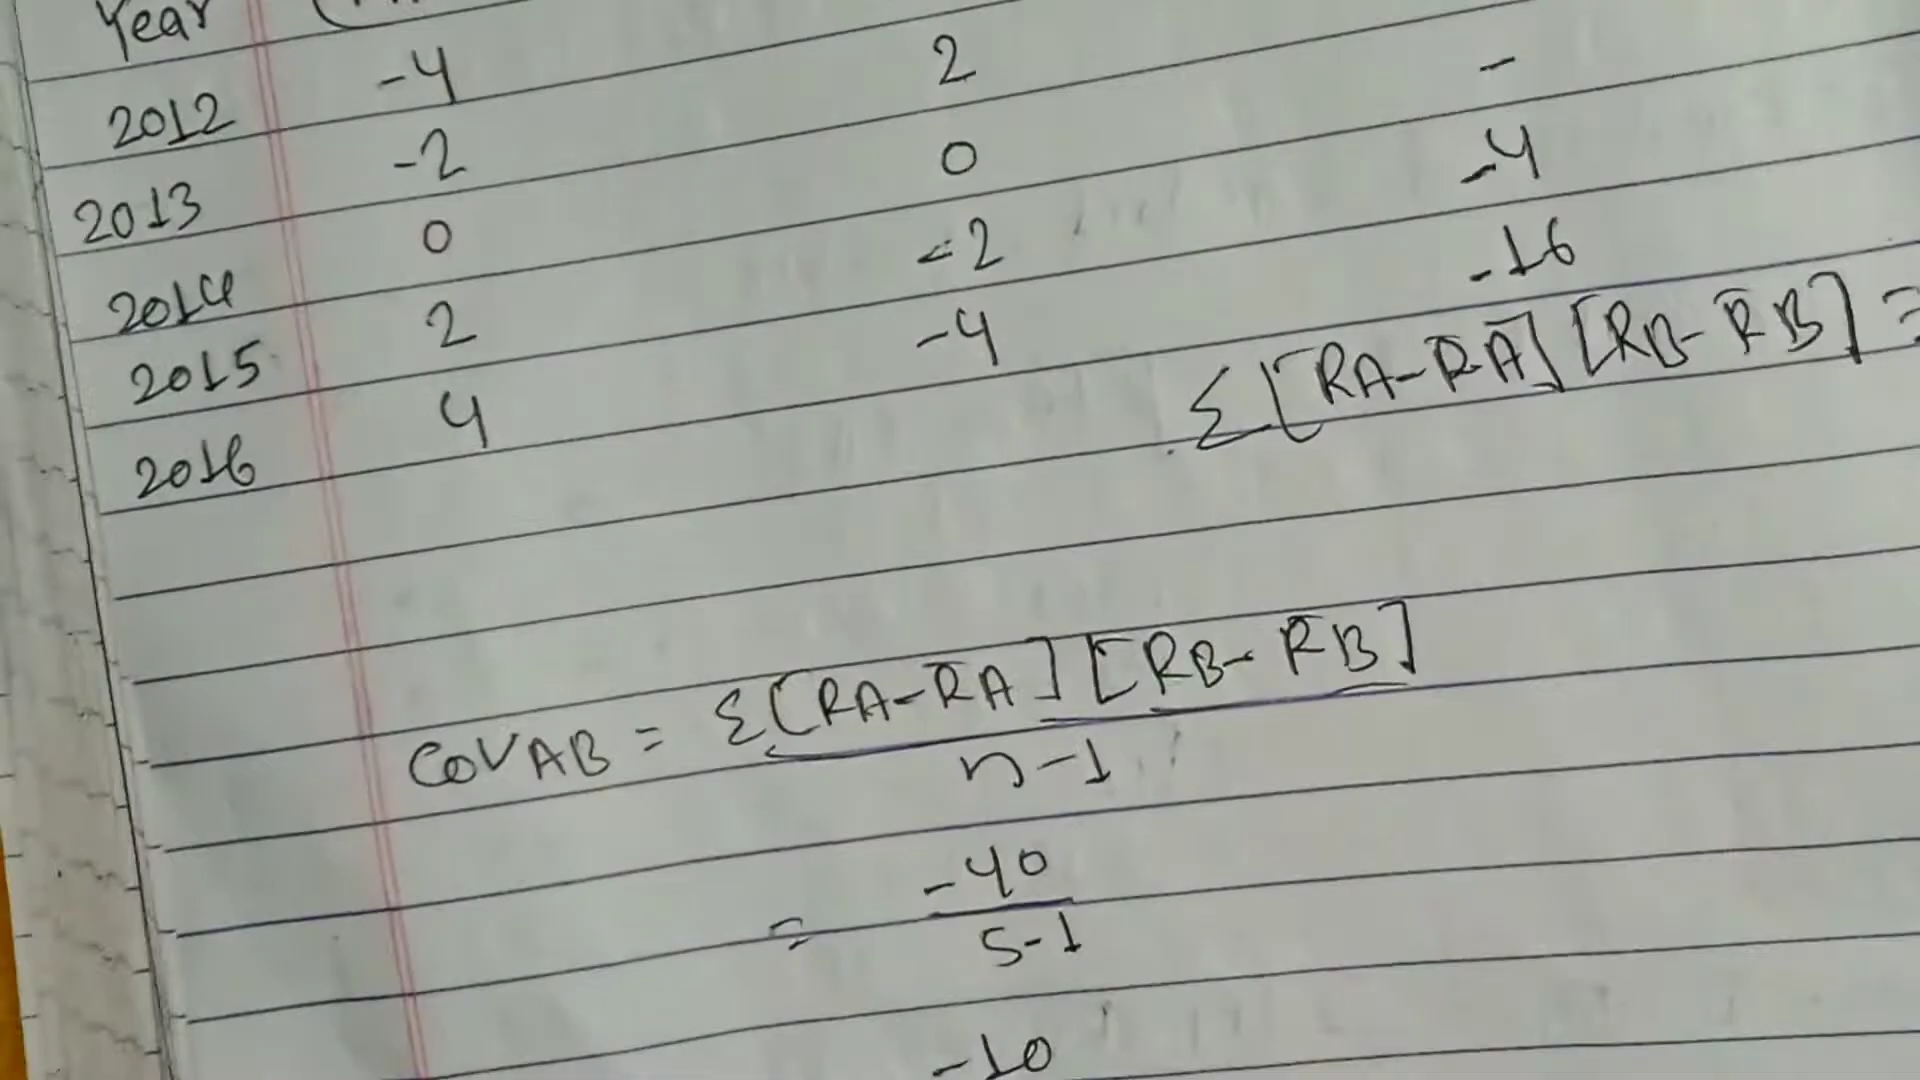 Year
2012 -4 2 -
2013 -2 0 -4
2014 0 -2 -16
2015 2 -4
2016 4
Σ[RA-R̅A̅][RB-R̅B̅] =
COVAB = Σ[RA-R̅A][RB-R̅B]
n-1
= -40
5-1
-10